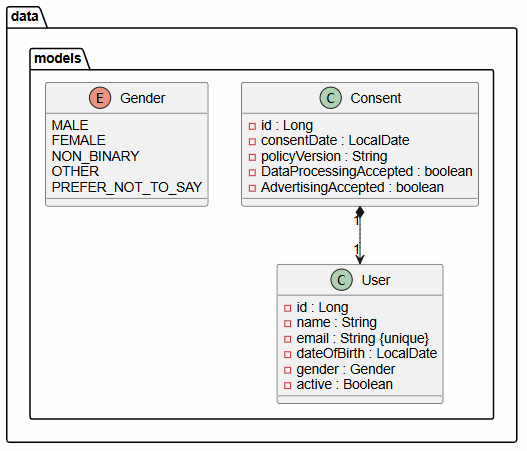 data
models
E Gender
MALE
FEMALE
NON_BINARY
OTHER
PREFER_NOT_TO_SAY
C Consent
id : Long
consentDate : LocalDate
policyVersion : String
DataProcessingAccepted : boolean
AdvertisingAccepted : boolean
1
1
C User
id : Long
name : String
email : String {unique}
dateOfBirth : LocalDate
gender : Gender
active : Boolean